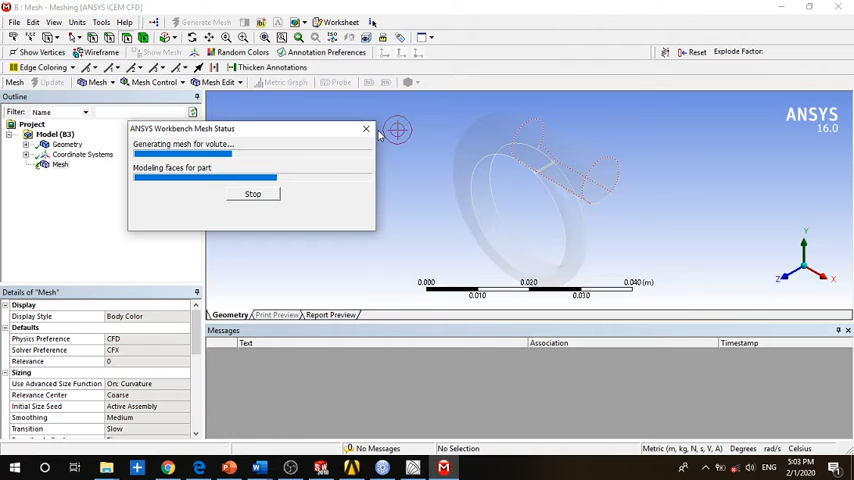 B : Mesh - Meshing [ANSYS ICEM CFD]
File Edit View Units Tools Help Generate Mesh Worksheet
Show Vertices Wireframe Show Mesh Random Colors Annotation Preferences Reset Explode Factor:
Edge Coloring Thicken Annotations
Mesh Update Mesh Mesh Control Mesh Edit Metric Graph Probe
Outline
Filter: Name
Project
Model (B3)
Geometry
Coordinate Systems
Mesh
ANSYS Workbench Mesh Status
Generating mesh for volute...
Modeling faces for part
Stop
ANSYS
16.0
Y
Z
X
0.000 0.020 0.040 (m)
0.010 0.030
Geometry Print Preview Report Preview
Details of "Mesh"
Display
Display Style Body Color
Defaults
Physics Preference CFD
Solver Preference CFX
Relevance 0
Sizing
Use Advanced Size Function On: Curvature
Relevance Center Coarse
Initial Size Seed Active Assembly
Smoothing Medium
Transition Slow
Messages
Text Association Timestamp
No Messages No Selection Metric (m, kg, N, s, V, A) Degrees rad/s Celsius
ENG
5:03 PM
2/1/2020